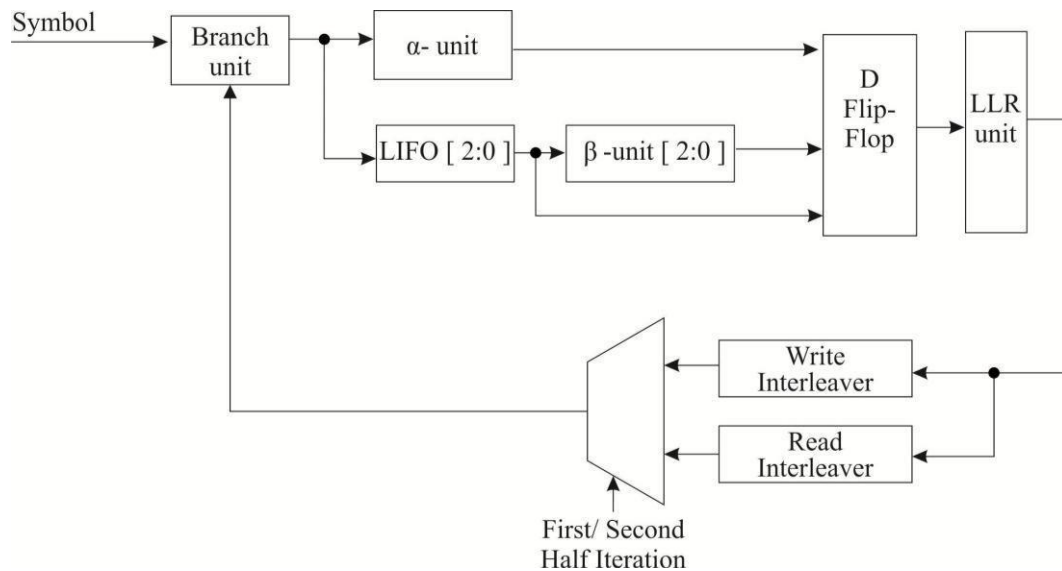 Symbol
Branch
unit
α- unit
LIFO [ 2:0 ]
β -unit [ 2:0 ]
D
Flip-
Flop
LLR
unit
Write
Interleaver
Read
Interleaver
First/ Second
Half Iteration